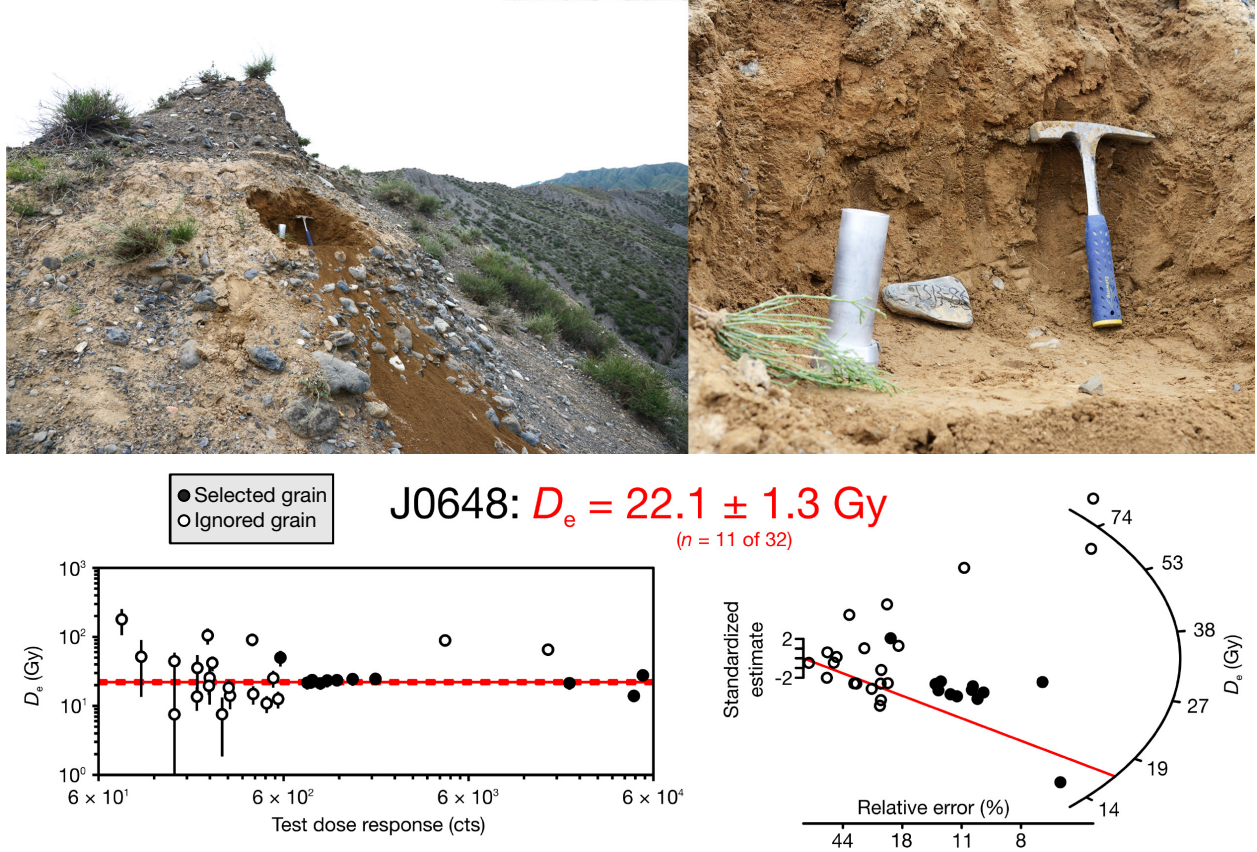 Selected grain
Ignored grain
J0648: Dₑ = 22.1 ± 1.3 Gy
(n = 11 of 32)
10³
10²
10¹
10⁰
Dₑ (Gy)
6 × 10¹
6 × 10²
6 × 10³
6 × 10⁴
Test dose response (cts)
Standardized
estimate
2
-2
74
53
38
27
19
14
Dₑ (Gy)
Relative error (%)
44
18
11
8